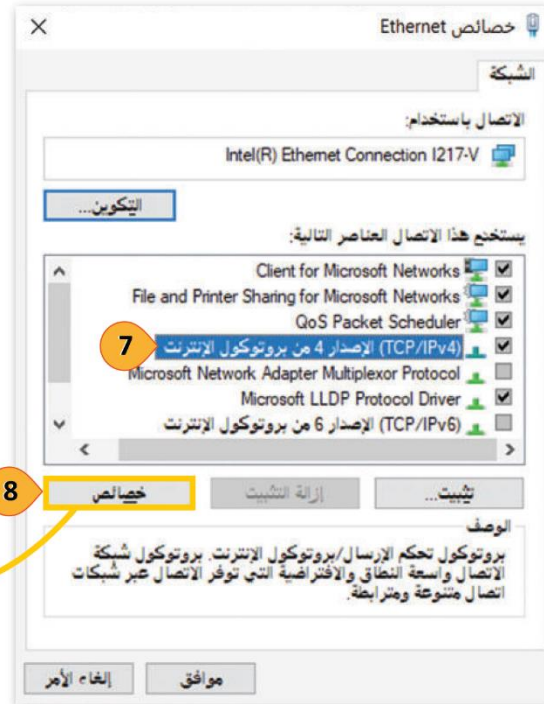 خصائص Ethernet
الشبكة
الاتصال باستخدام:
Intel(R) Ethernet Connection I217-V
التكوين...
يستخدم هذا الاتصال العناصر التالية:
Client for Microsoft Networks
File and Printer Sharing for Microsoft Networks
QoS Packet Scheduler
7
(TCP/IPv4) الإصدار 4 من بروتوكول الإنترنت
Microsoft Network Adapter Multiplexor Protocol
Microsoft LLDP Protocol Driver
(TCP/IPv6) الإصدار 6 من بروتوكول الإنترنت
تثبيت...
إزالة التثبيت
خصائص
8
الوصف
بروتوكول تحكم الإرسال/بروتوكول الإنترنت. بروتوكول شبكة
الاتصال واسعة النطاق والافتراضية التي توفر الاتصال عبر شبكات
اتصال متنوعة ومترابطة.
موافق
إلغاء الأمر